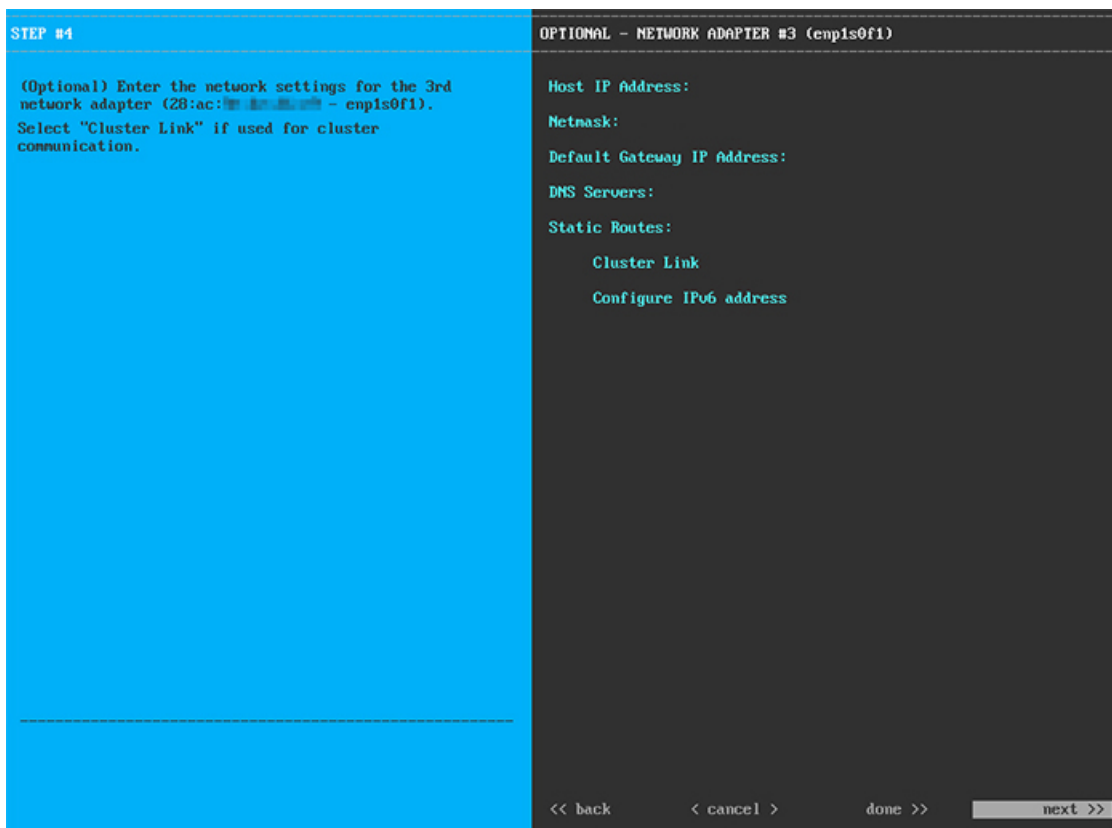 STEP #4
(Optional) Enter the network settings for the 3rd
network adapter (28:ac: - enp1s0f1).
Select "Cluster Link" if used for cluster
communication.
OPTIONAL - NETWORK ADAPTER #3 (enp1s0f1)
Host IP Address:
Netmask:
Default Gateway IP Address:
DNS Servers:
Static Routes:
Cluster Link
Configure IPv6 address
<< back < cancel > done >> next >>